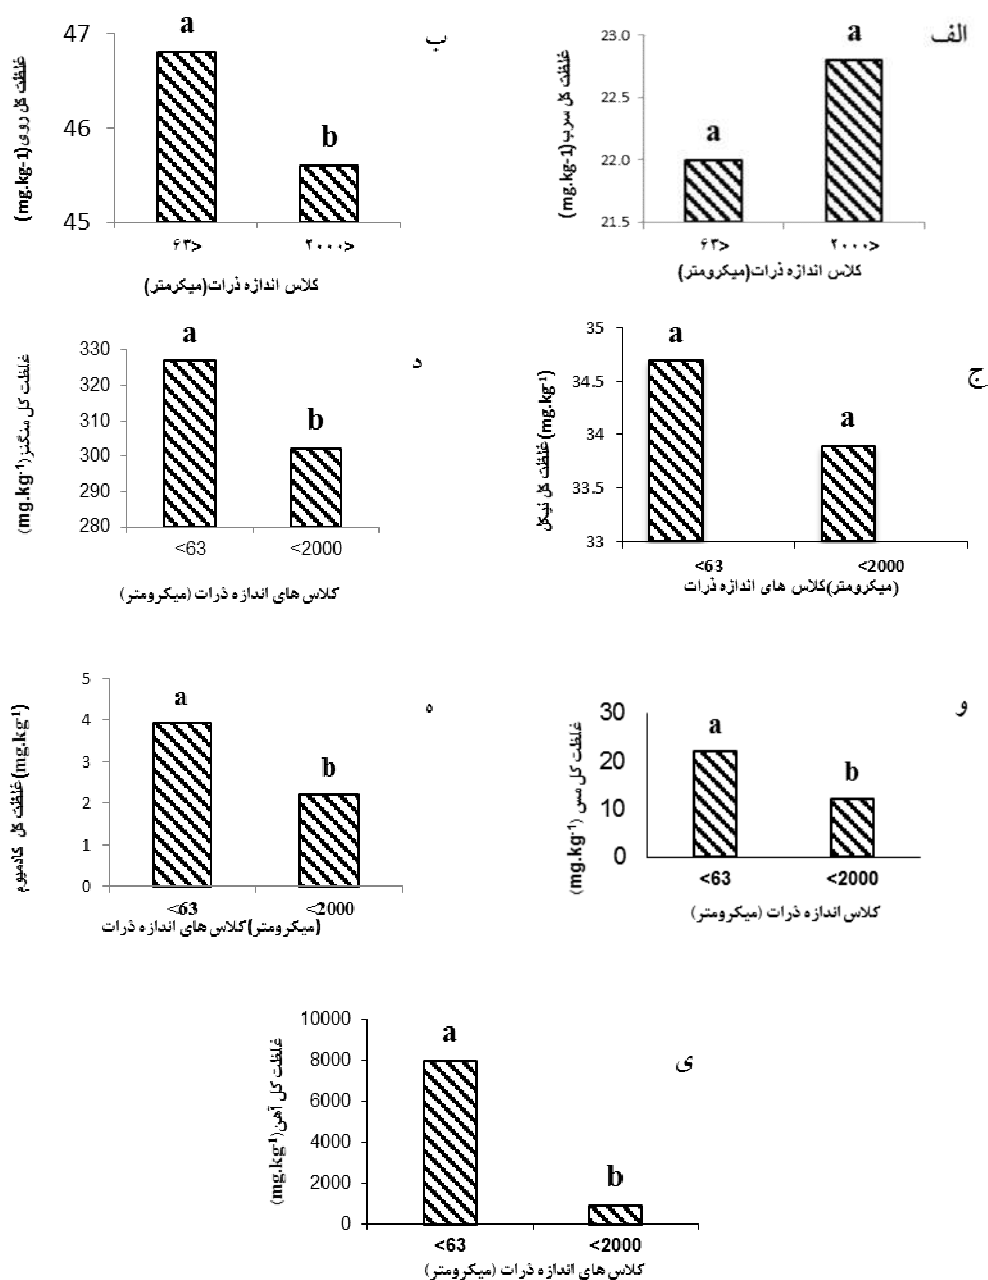 الف
غلظت کل سرب (mg.kg-1)
23.0
22.5
22.0
21.5
a
a
۶۳>
۲۰۰۰>
کلاس اندازه ذرات(میکرومتر)
ب
غلظت کل روی (mg.kg-1)
47
46
45
a
b
۶۳>
۲۰۰۰>
کلاس اندازه ذرات(میکرمتر)
ج
غلظت کل نیکل (mg.kg-1)
35
34.5
34
33.5
33
a
a
<63
<2000
(میکرومتر)کلاس های اندازه ذرات
د
غلظت کل منگنز (mg.kg-1)
330
320
310
300
290
280
a
b
<63
<2000
کلاس‌های اندازه ذرات (میکرومتر)
و
غلظت کل مس (mg.kg-1)
30
20
10
0
a
b
<63
<2000
کلاس اندازه ذرات (میکرومتر)
ه
غلظت کل کادمیوم (mg.kg-1)
5
4
3
2
1
0
a
b
<63
<2000
(میکرومتر)کلاس‌های اندازه ذرات
ی
غلظت کل آهن (mg.kg-1)
10000
8000
6000
4000
2000
0
a
b
<63
<2000
کلاس‌های اندازه ذرات (میکرومتر)